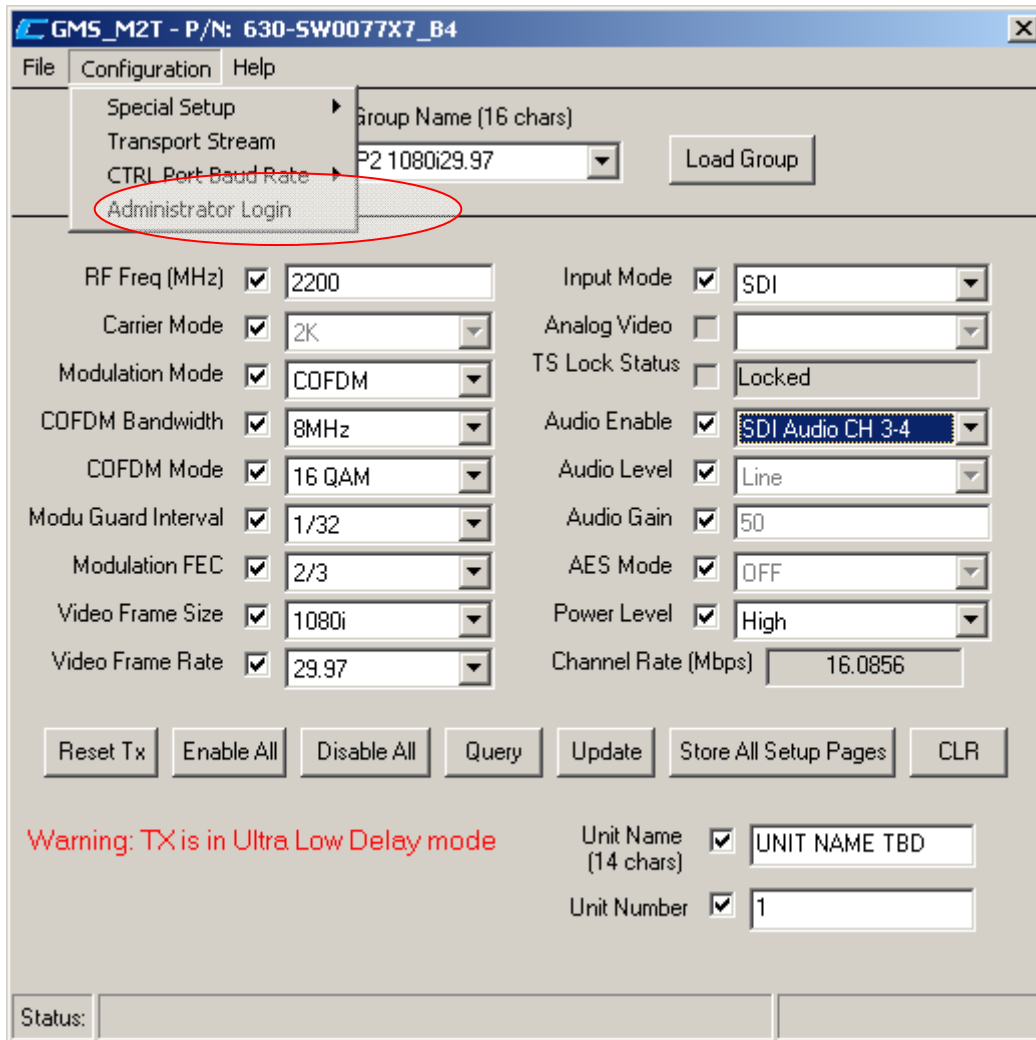 GMS_M2T - P/N: 630-SW0077X7_B4
File Configuration Help
Special Setup
Transport Stream
CTRL Port Baud Rate
Administrator Login
Group Name (16 chars)
P2 1080i29.97
Load Group
RF Freq (MHz) 2200
Carrier Mode 2K
Modulation Mode COFDM
COFDM Bandwidth 8MHz
COFDM Mode 16 QAM
Modu Guard Interval 1/32
Modulation FEC 2/3
Video Frame Size 1080i
Video Frame Rate 29.97
Input Mode SDI
Analog Video
TS Lock Status Locked
Audio Enable SDI Audio CH 3-4
Audio Level Line
Audio Gain 50
AES Mode OFF
Power Level High
Channel Rate (Mbps) 16.0856
Reset Tx Enable All Disable All Query Update Store All Setup Pages CLR
Warning: TX is in Ultra Low Delay mode
Unit Name
(14 chars)
UNIT NAME TBD
Unit Number 1
Status: